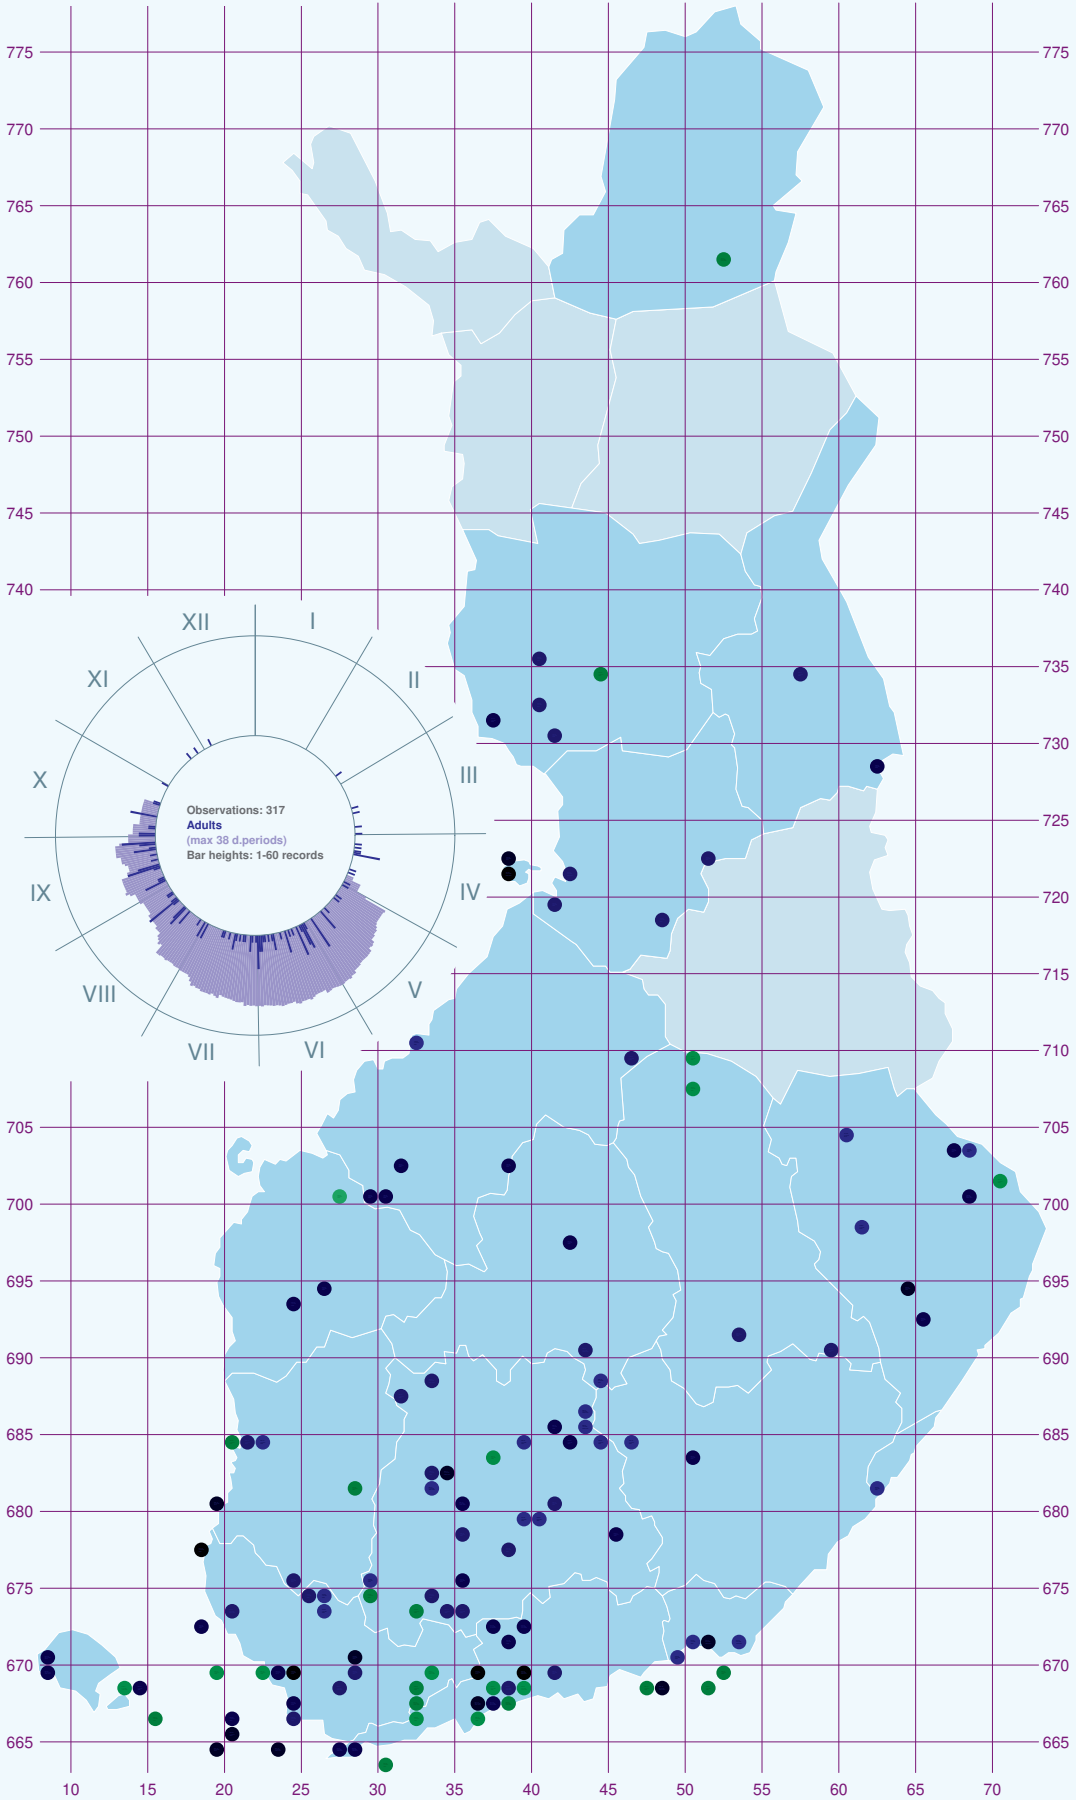 775 775
770 770
765 765
760 760
755 755
750 750
745 745
740 740
XII I
XI II
735 735
730
X III
Observations: 317
Adults
(max 38 d.periods)
Bar heights: 1-60 records
725
IX IV
720
VIII V
715
VII VI
710
705 705
700 700
695 695
690 690
685 685
680 680
675 675
670 670
665 665
10 15 20 25 30 35 40 45 50 55 60 65 70